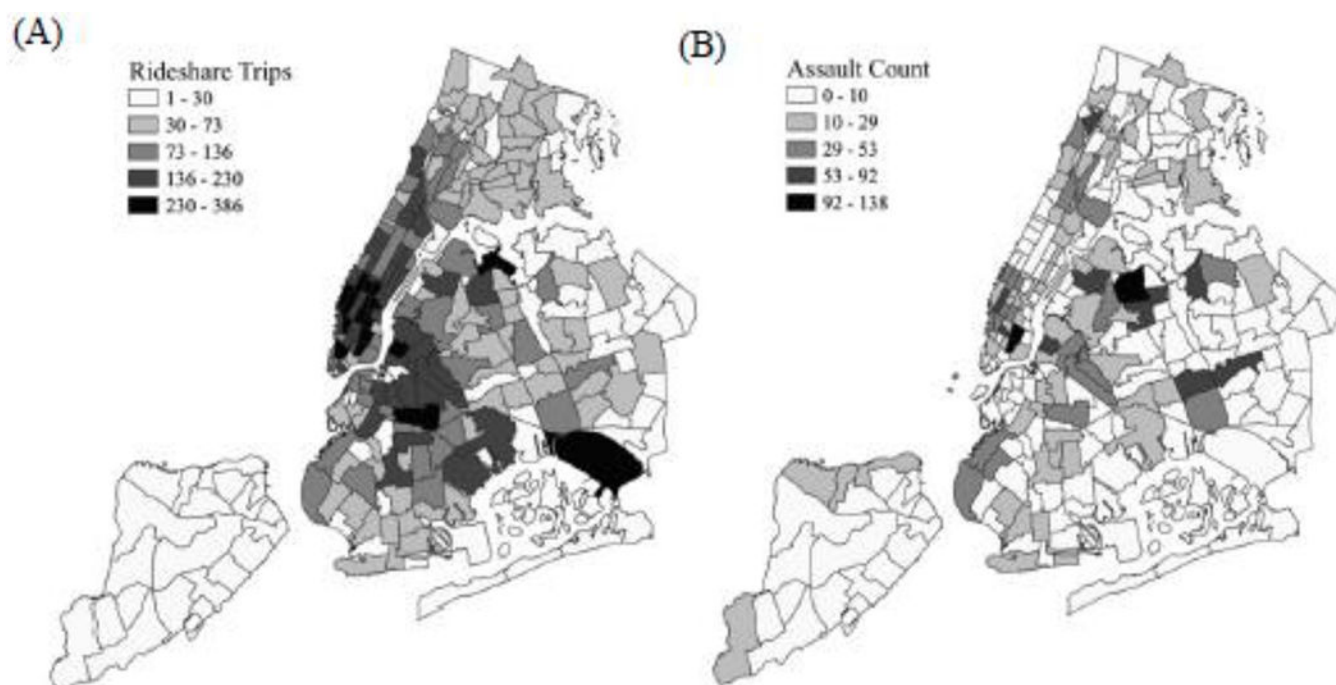 (A)
Rideshare Trips
1 - 30
30 - 73
73 - 136
136 - 230
230 - 386
(B)
Assault Count
0 - 10
10 - 29
29 - 53
53 - 92
92 - 138